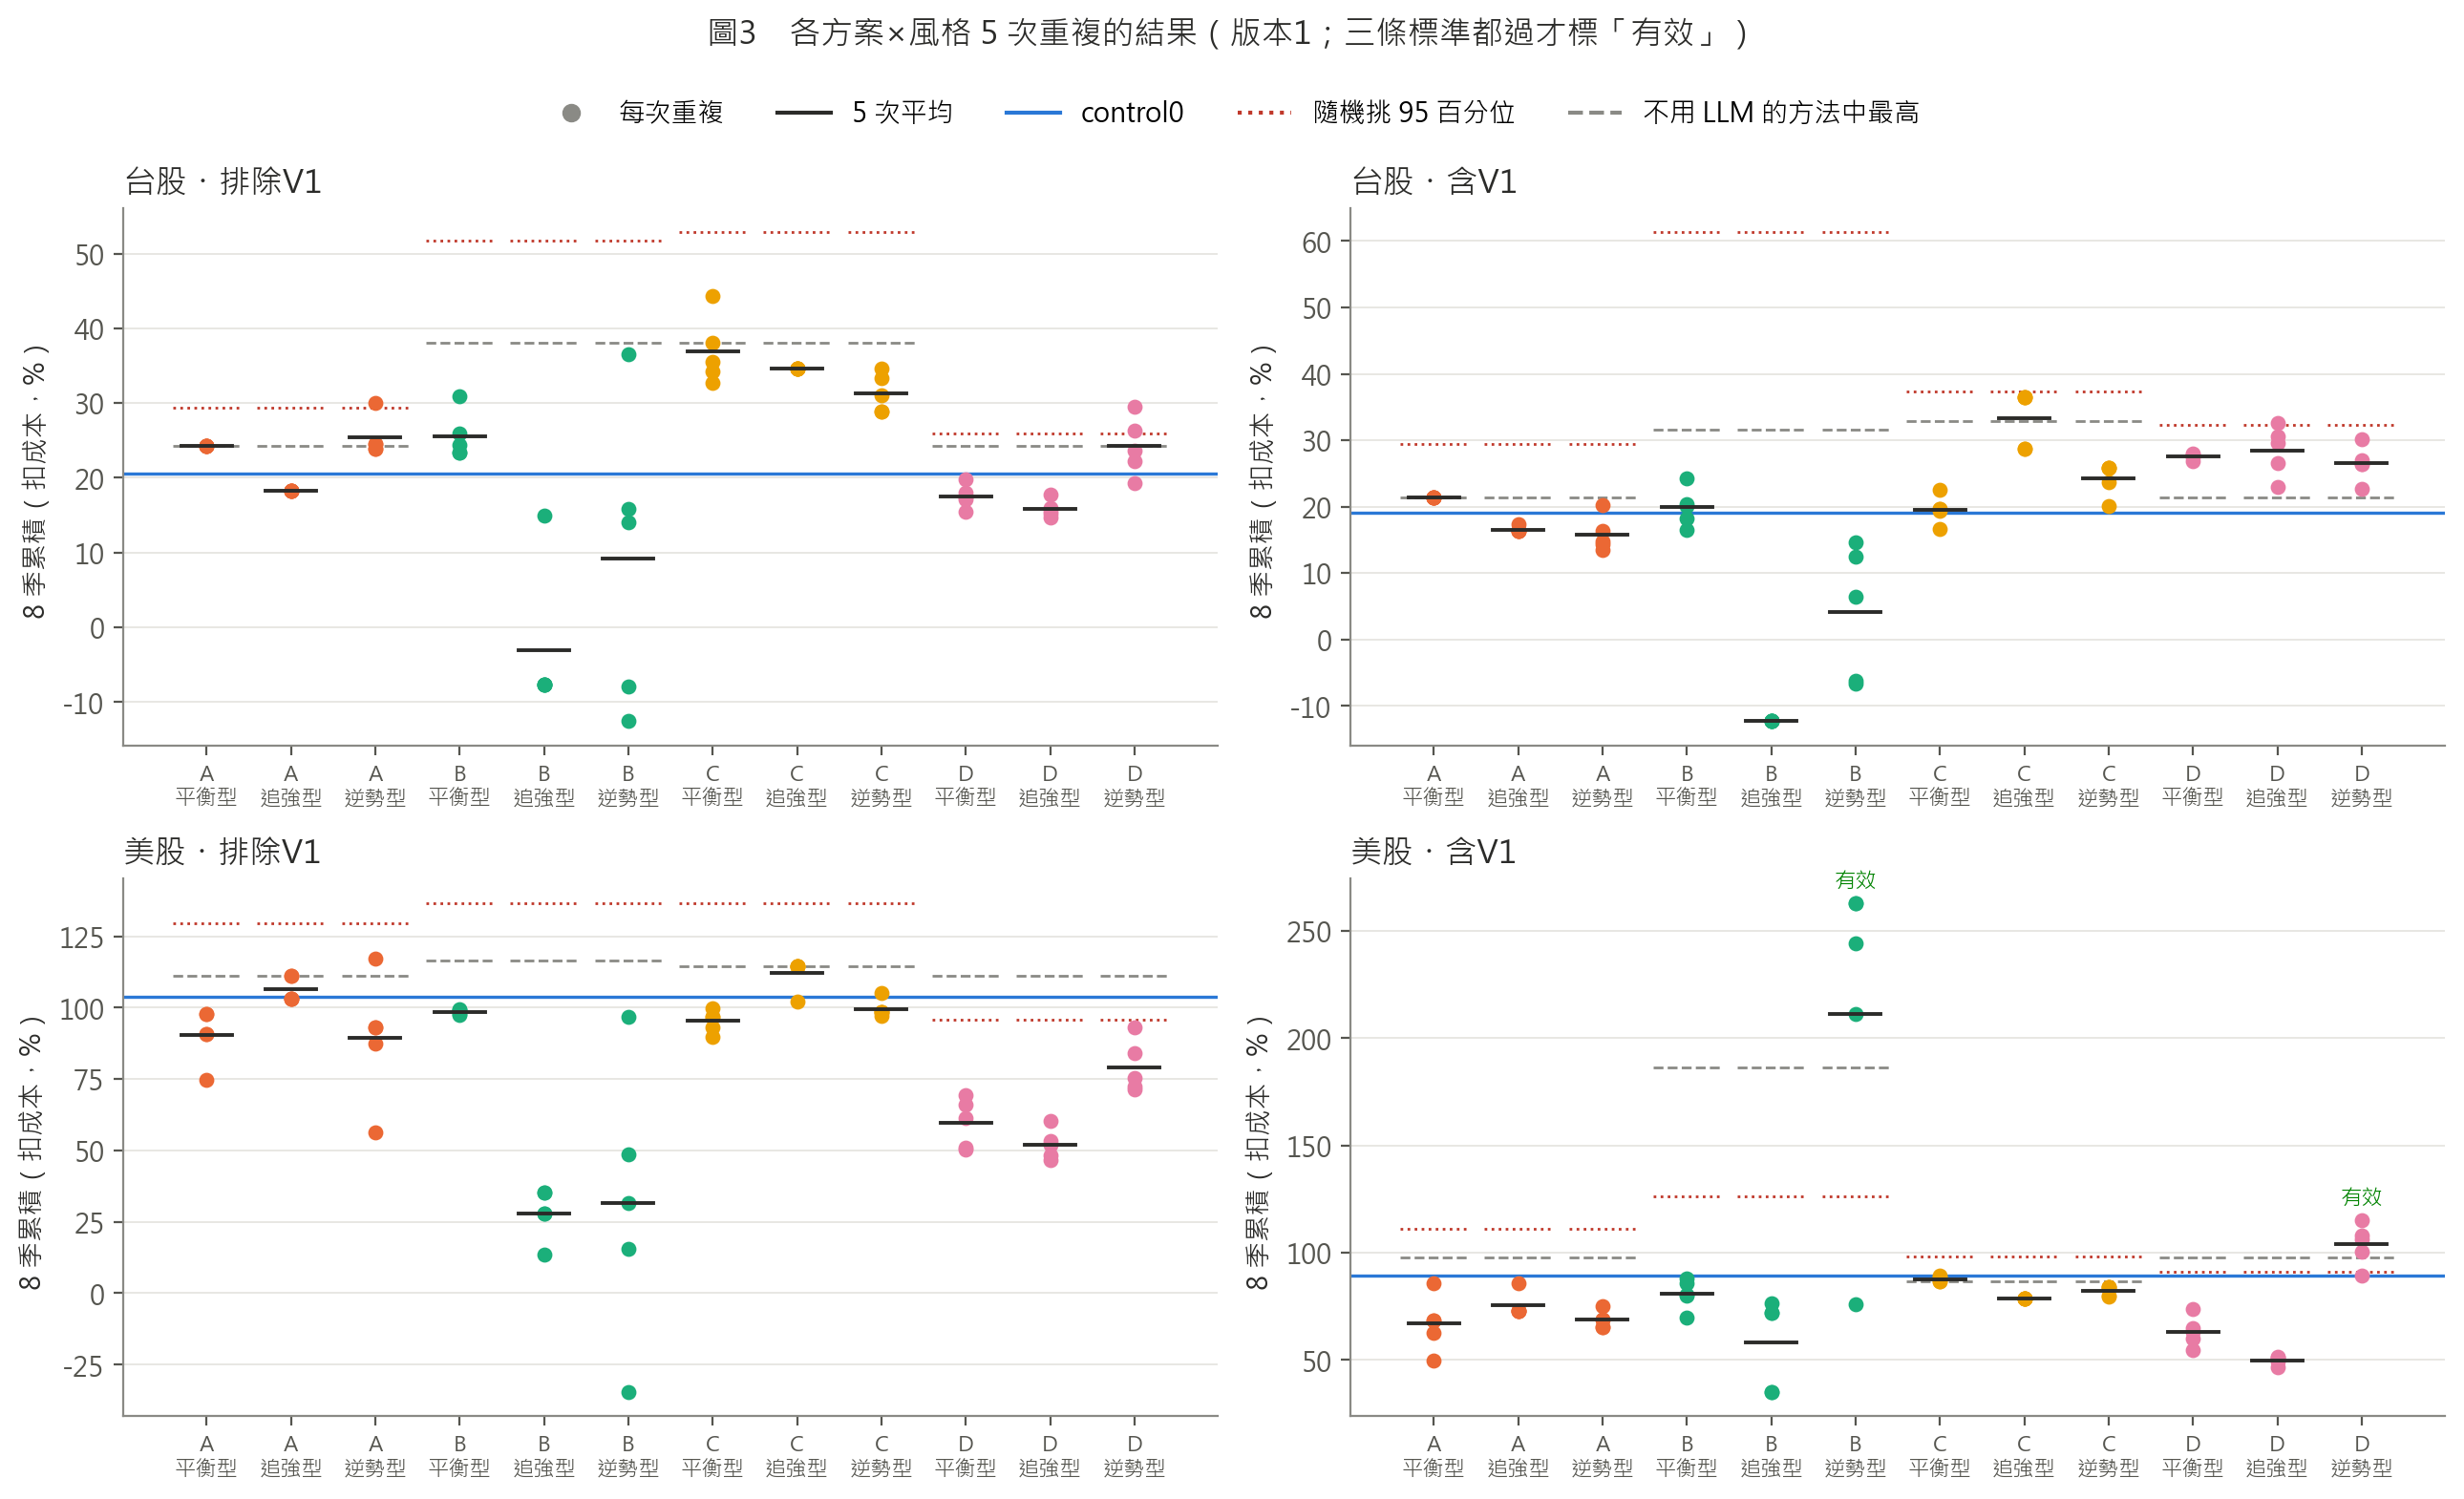 圖3　各方案×風格 5 次重複的結果（版本1；三條標準都過才標「有效」）
每次重複　5 次平均　control0　隨機挑 95 百分位　不用 LLM 的方法中最高
台股．排除V1
8 季累積（扣成本．%）
50
40
30
20
10
0
-10
A A A B B B C C C D D D
平衡型 追強型 逆勢型 平衡型 追強型 逆勢型 平衡型 追強型 逆勢型 平衡型 追強型 逆勢型
台股．含V1
8 季累積（扣成本．%）
60
50
40
30
20
10
0
-10
A A A B B B C C C D D D
平衡型 追強型 逆勢型 平衡型 追強型 逆勢型 平衡型 追強型 逆勢型 平衡型 追強型 逆勢型
美股．排除V1
8 季累積（扣成本．%）
125
100
75
50
25
0
-25
A A A B B B C C C D D D
平衡型 追強型 逆勢型 平衡型 追強型 逆勢型 平衡型 追強型 逆勢型 平衡型 追強型 逆勢型
美股．含V1
8 季累積（扣成本．%）
250
200
150
100
50
有效
有效
A A A B B B C C C D D D
平衡型 追強型 逆勢型 平衡型 追強型 逆勢型 平衡型 追強型 逆勢型 平衡型 追強型 逆勢型